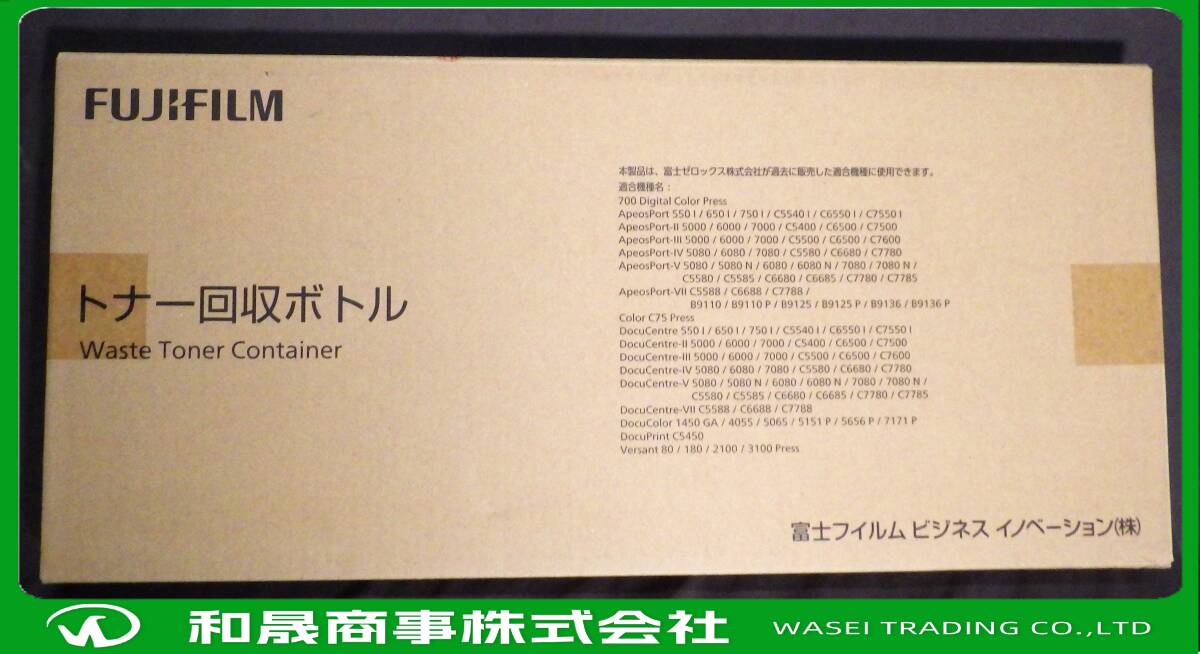 FUJIFILM
トナー回収ボトル
Waste Toner Container
本製品は、富士ゼロックス株式会社が過去に販売した適合機種に使用できます。
適合機種名：
700 Digital Color Press
ApeosPort 550 I / 650 I / 750 I / C5540 I / C6550 I / C7550 I
ApeosPort-II 5000 / 6000 / 7000 / C5400 / C6500 / C7500
ApeosPort-III 5000 / 6000 / 7000 / C5500 / C6500 / C7600
ApeosPort-IV 5080 / 6080 / 7080 / C5580 / C6680 / C7780
ApeosPort-V 5080 / 5080 N / 6080 / 6080 N / 7080 / 7080 N /
C5580 / C5585 / C6680 / C6685 / C7780 / C7785
ApeosPort-VII C5588 / C6688 / C7788 /
B9110 / B9110 P / B9125 / B9125 P / B9136 / B9136 P
Color C75 Press
DocuCentre 550 I / 650 I / 750 I / C5540 I / C6550 I / C7550 I
DocuCentre-II 5000 / 6000 / 7000 / C5400 / C6500 / C7500
DocuCentre-III 5000 / 6000 / 7000 / C5500 / C6500 / C7600
DocuCentre-IV 5080 / 6080 / 7080 / C5580 / C6680 / C7780
DocuCentre-V 5080 / 5080 N / 6080 / 6080 N / 7080 / 7080 N /
C5580 / C5585 / C6680 / C6685 / C7780 / C7785
DocuCentre-VII C5588 / C6688 / C7788
DocuColor 1450 GA / 4055 / 5065 / 5151 P / 5656 P / 7171 P
DocuPrint C5450
Versant 80 / 180 / 2100 / 3100 Press
富士フイルム ビジネス イノベーション(株)
和晟商事株式会社 WASEI TRADING CO.,LTD